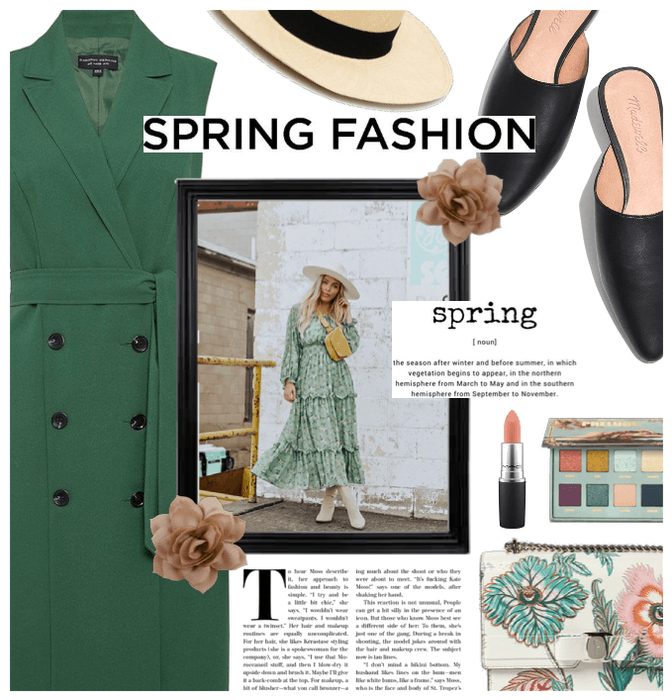 SPRING FASHION
Madewell
Madewell
spring
[ noun]
the season after winter and before summer, in which
vegetation begins to appear, in the northern
hemisphere from March to May and in the southern
hemisphere from September to November.
To hear Moss describe
it, her approach to
fashion and beauty is
simple. "I try and be
a little bit chic," she
says. "I wouldn't wear
sweatpants. I wouldn't
wear a twinset." Her hair and makeup
routines are equally uncomplicated.
For hair, she likes Kérastase styling
products (she is a spokeswoman for the
company), or, she says, "I use that Mo-
roccanoil stuff, and then I blow-dry it
upside down and brush it. Maybe I'll give
it a back-comb at the top. For makeup, a
bit of blusher—what you call bronzer—a
ing much about the shoot or who they
were about to meet. "It's fucking Kate
Moss!" says one of the models, after
shaking her hand.
This reaction is not unusual. People
can get a bit silly in the presence of an
icon. But those who know Moss best see
a different side of her: To them, she's
just one of the gang. During a break in
shooting, the model jokes around with
the hair and makeup crew. The subject
now is tan lines.
"I don't mind a bikini bottom. My
husband likes lines on the bum—men
like white bums, like a frame," says Moss,
who is the face and body of St. Tropez's